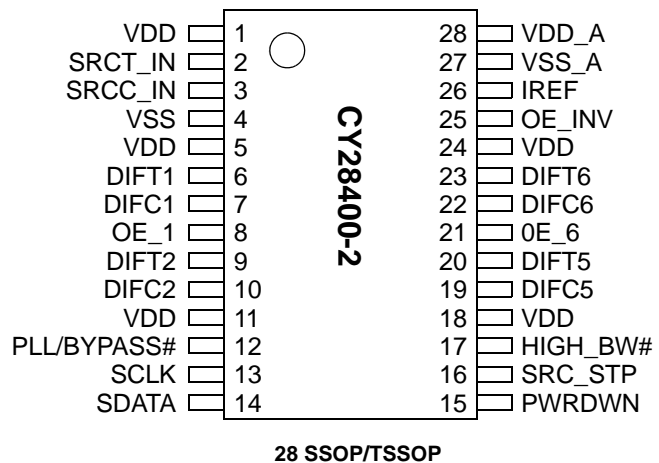 VDD 1 28 VDD_A
SRCT_IN 2 27 VSS_A
SRCC_IN 3 26 IREF
VSS 4 25 OE_INV
VDD 5 24 VDD
DIFT1 6 23 DIFT6
DIFC1 7 22 DIFC6
OE_1 8 21 0E_6
DIFT2 9 20 DIFT5
DIFC2 10 19 DIFC5
VDD 11 18 VDD
PLL/BYPASS# 12 17 HIGH_BW#
SCLK 13 16 SRC_STP
SDATA 14 15 PWRDWN
CY28400-2
28 SSOP/TSSOP